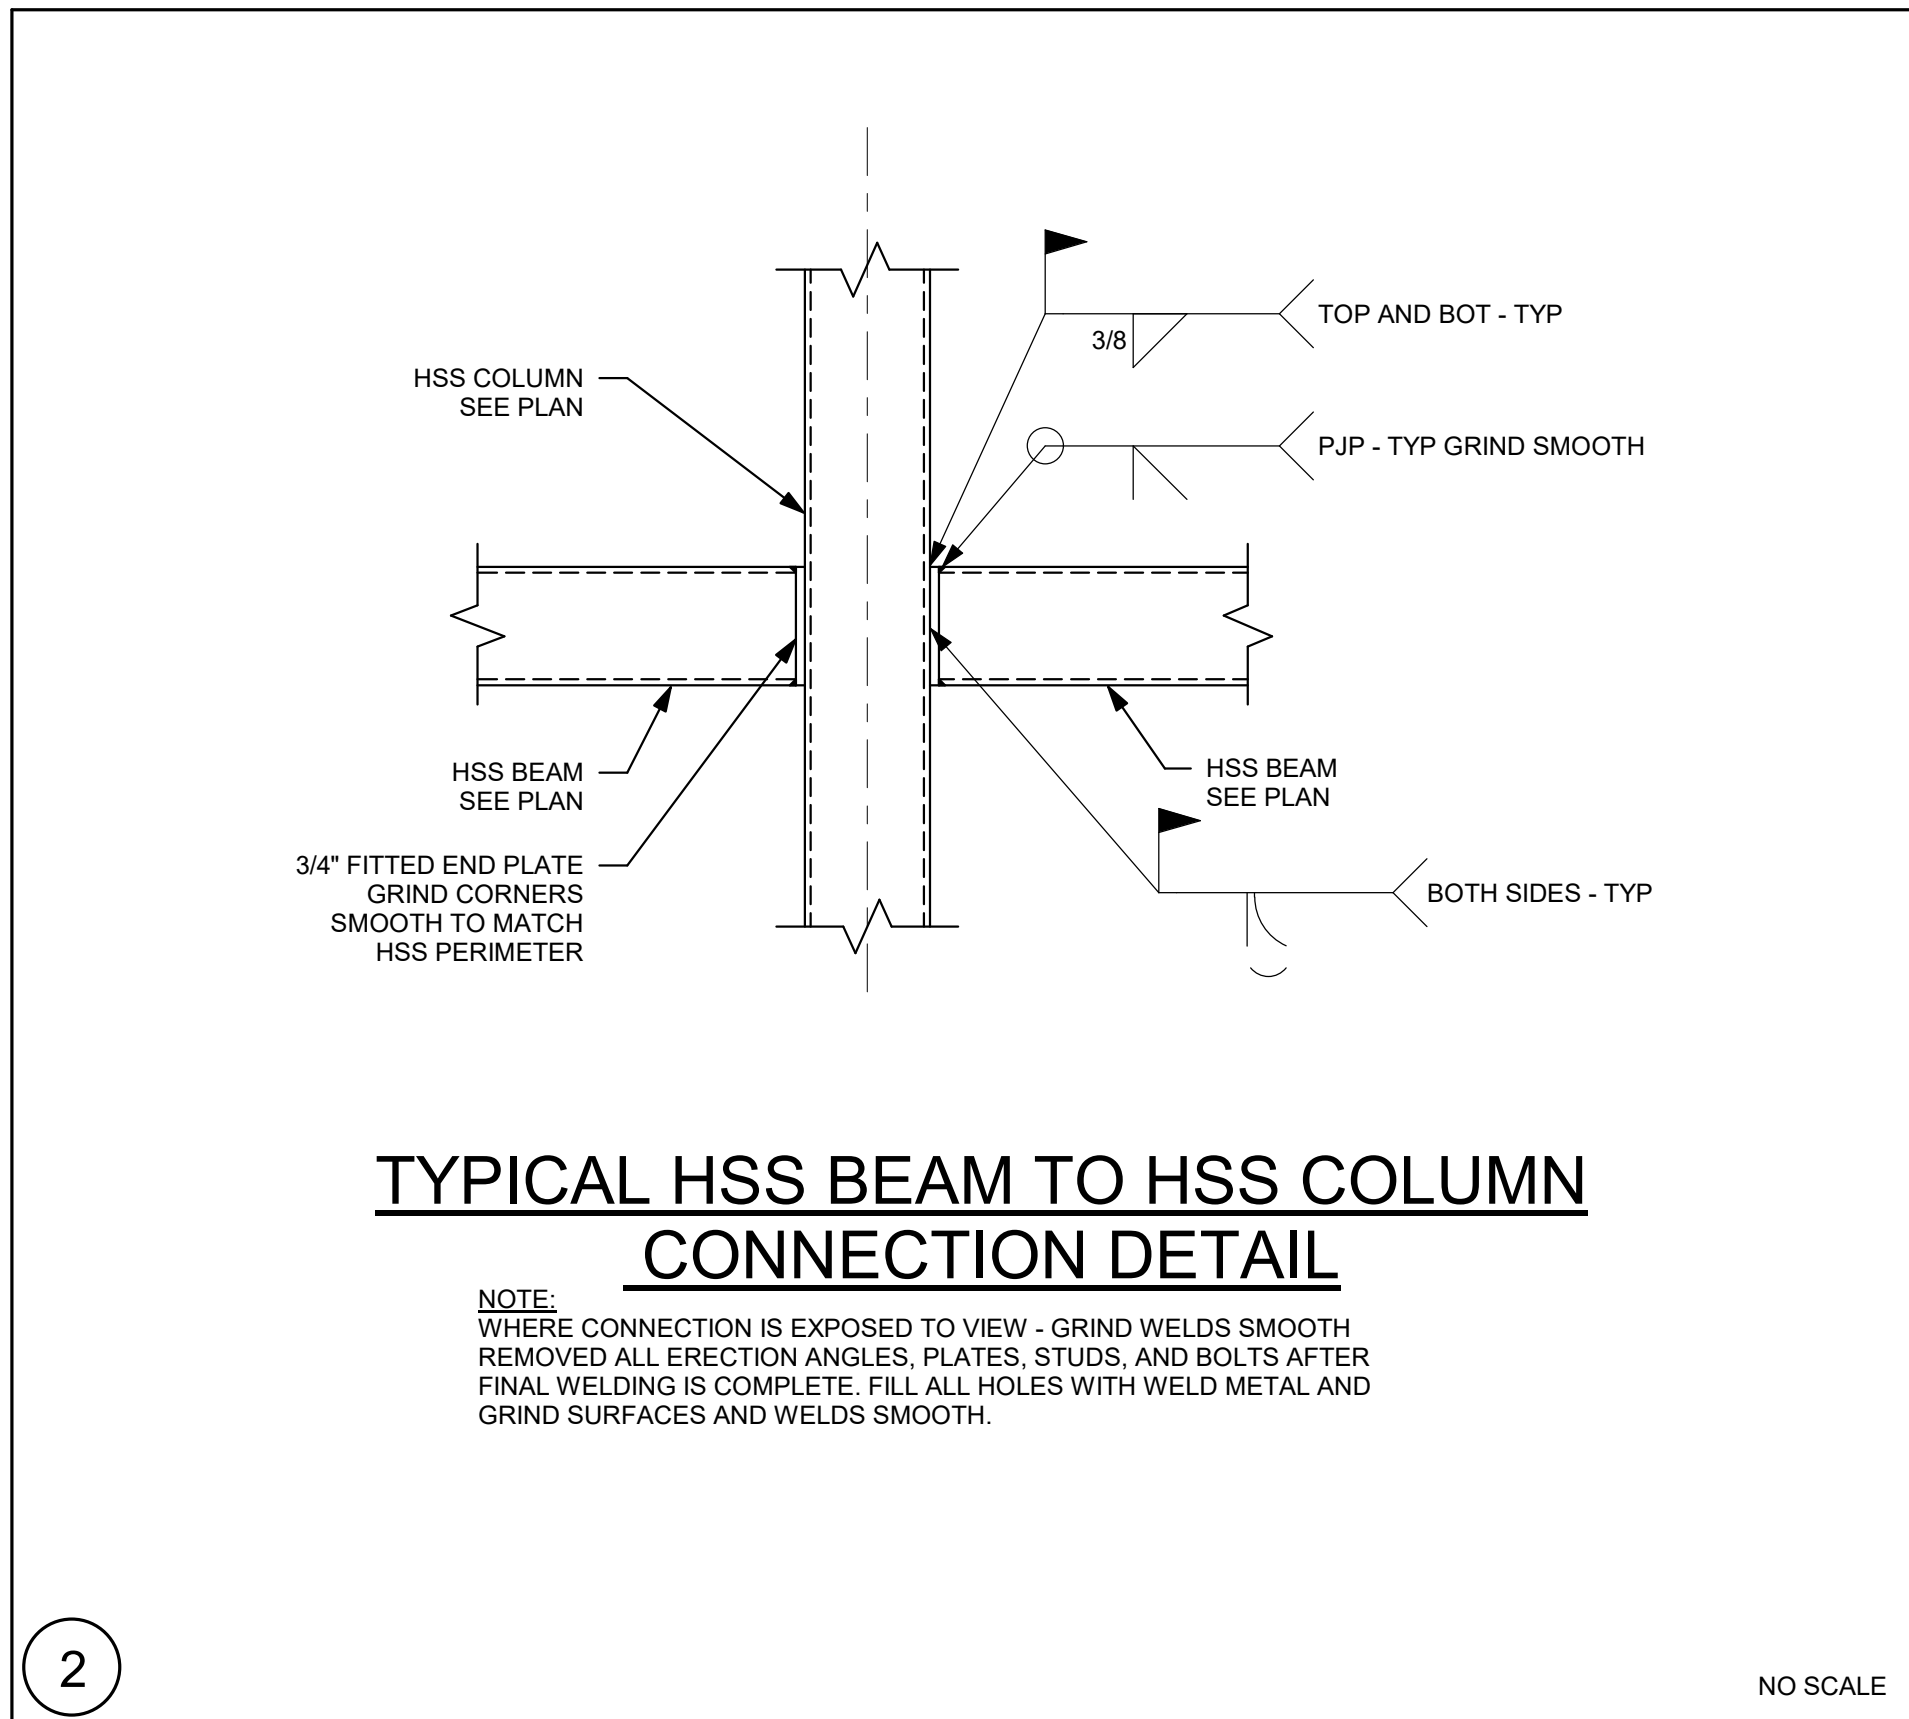 TOP AND BOT - TYP
3/8
HSS COLUMN
SEE PLAN
PJP - TYP GRIND SMOOTH
HSS BEAM
SEE PLAN
HSS BEAM
SEE PLAN
3/4" FITTED END PLATE
GRIND CORNERS
SMOOTH TO MATCH
HSS PERIMETER
BOTH SIDES - TYP
TYPICAL HSS BEAM TO HSS COLUMN
CONNECTION DETAIL
NOTE:
WHERE CONNECTION IS EXPOSED TO VIEW - GRIND WELDS SMOOTH
REMOVED ALL ERECTION ANGLES, PLATES, STUDS, AND BOLTS AFTER
FINAL WELDING IS COMPLETE. FILL ALL HOLES WITH WELD METAL AND
GRIND SURFACES AND WELDS SMOOTH.
2
NO SCALE